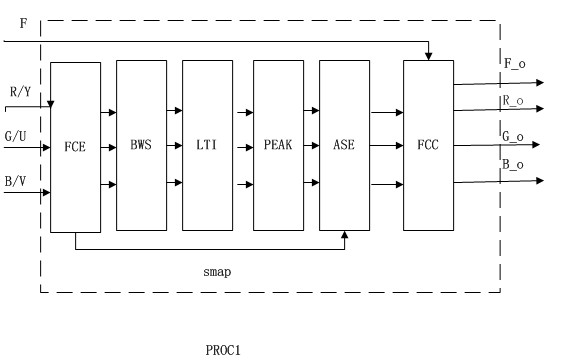 F
F_o
R/Y
R_o
G/U
G_o
FCE
BWS
LTI
PEAK
ASE
FCC
B/V
B_o
smap
PROC1